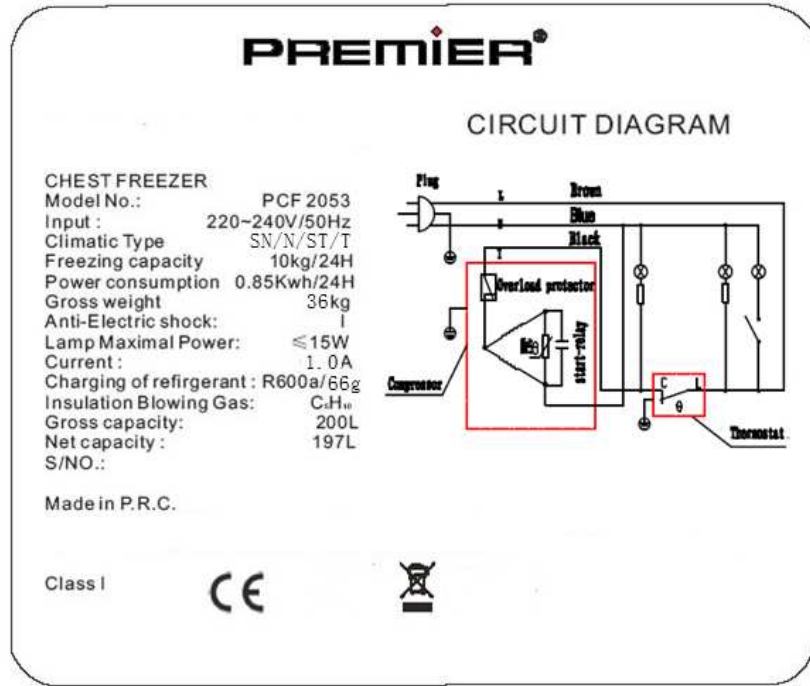 PREMIER®
CIRCUIT DIAGRAM
CHEST FREEZER
Model No.: PCF 2053
Input : 220~240V/50Hz
Climatic Type SN/N/ST/T
Freezing capacity 10kg/24H
Power consumption 0.85Kwh/24H
Gross weight 36kg
Anti-Electric shock: I
Lamp Maximal Power: ≤15W
Current : 1.0A
Charging of refirgerant : R600a/66g
Insulation Blowing Gas: C₅H₁₀
Gross capacity: 200L
Net capacity : 197L
S/NO.:
Made in P.R.C.
Class I
CE
Plug
L Brown
Blue
Black
Overload protector
start-relay
Compressor
C L
θ
Thermostat